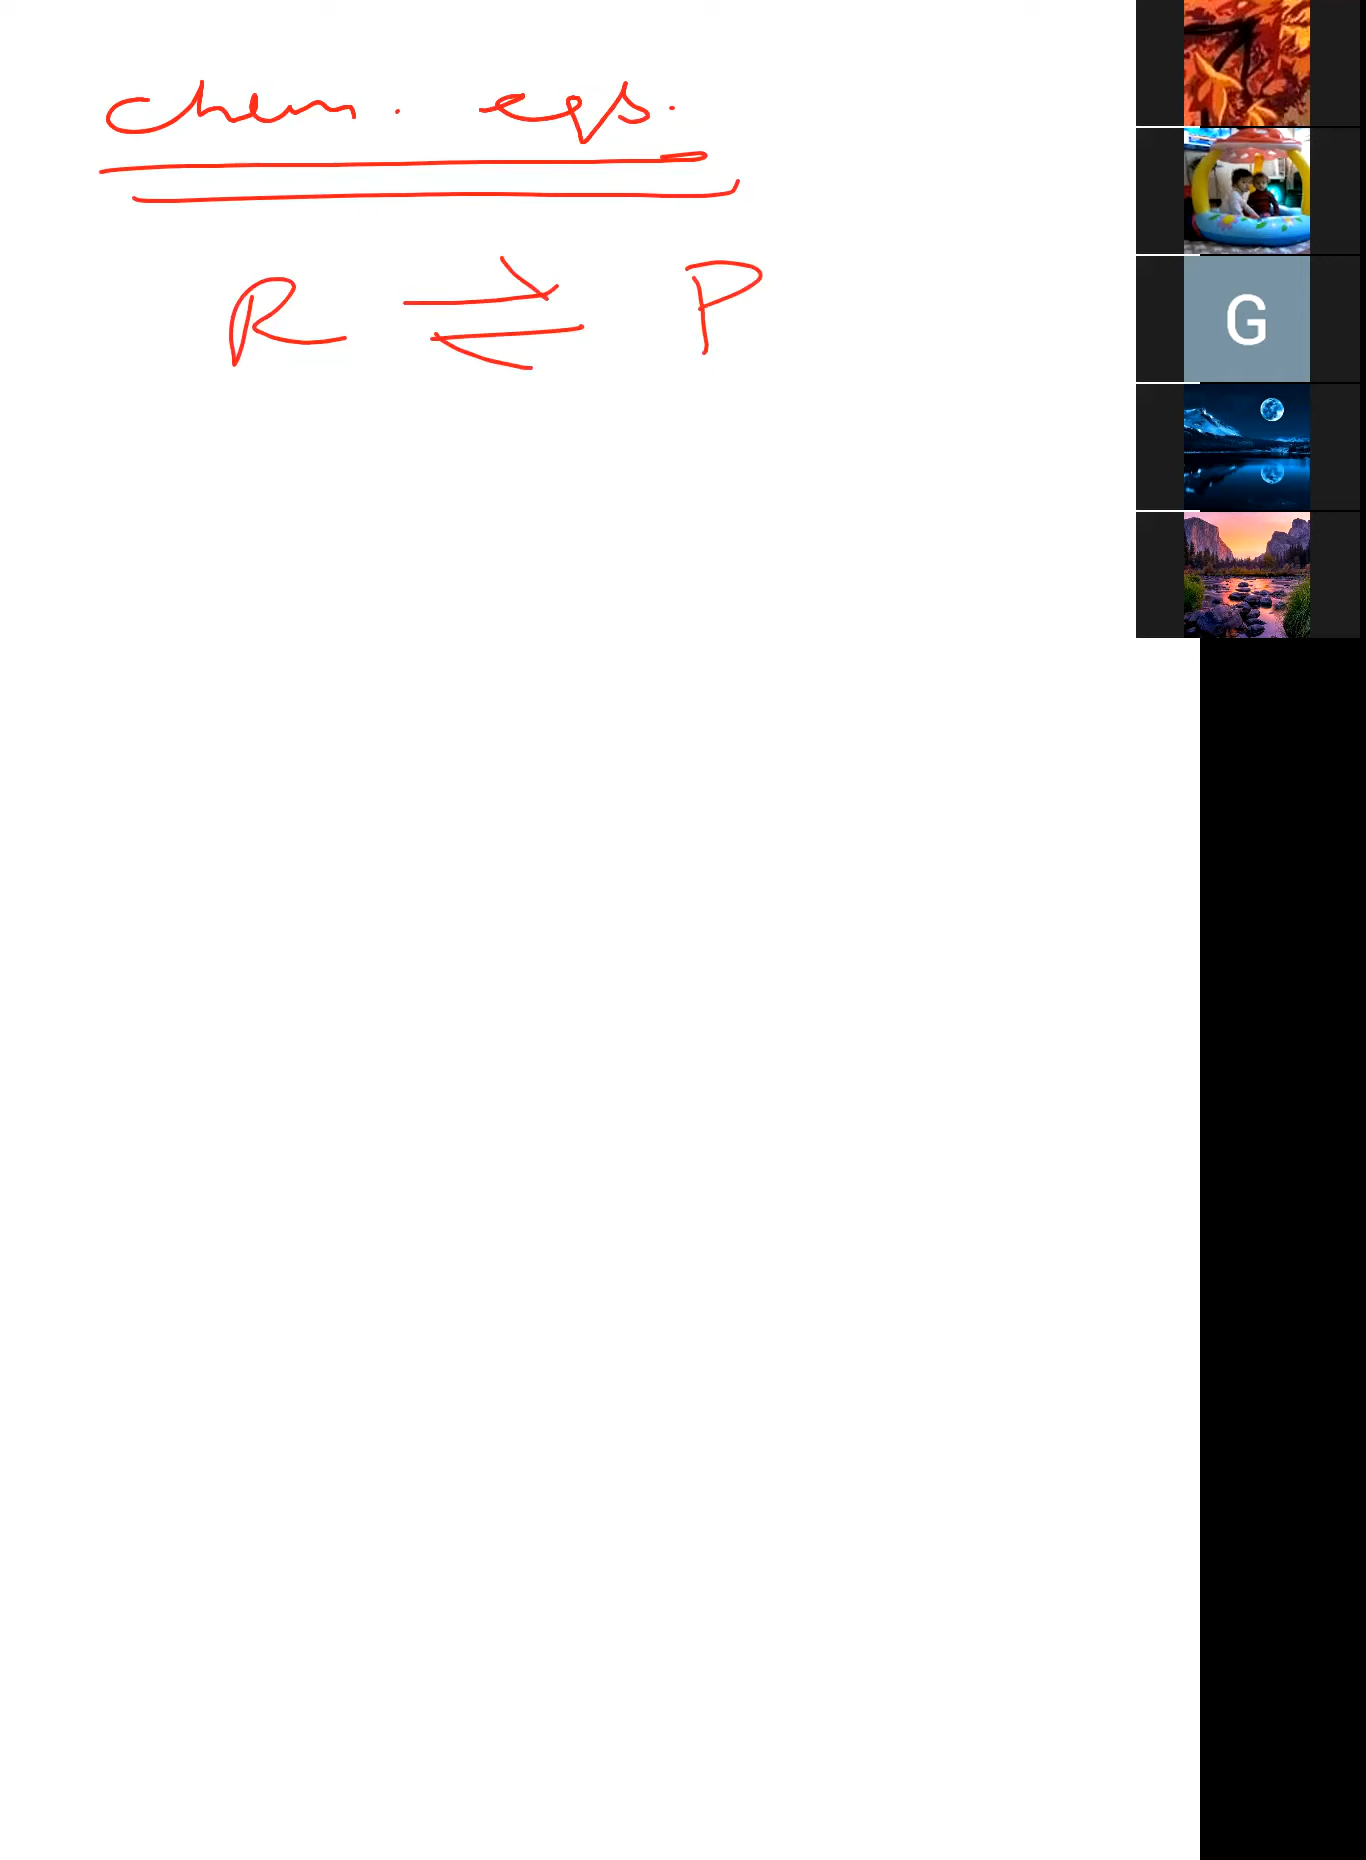 chem. eqs.
R ⇌ P
G